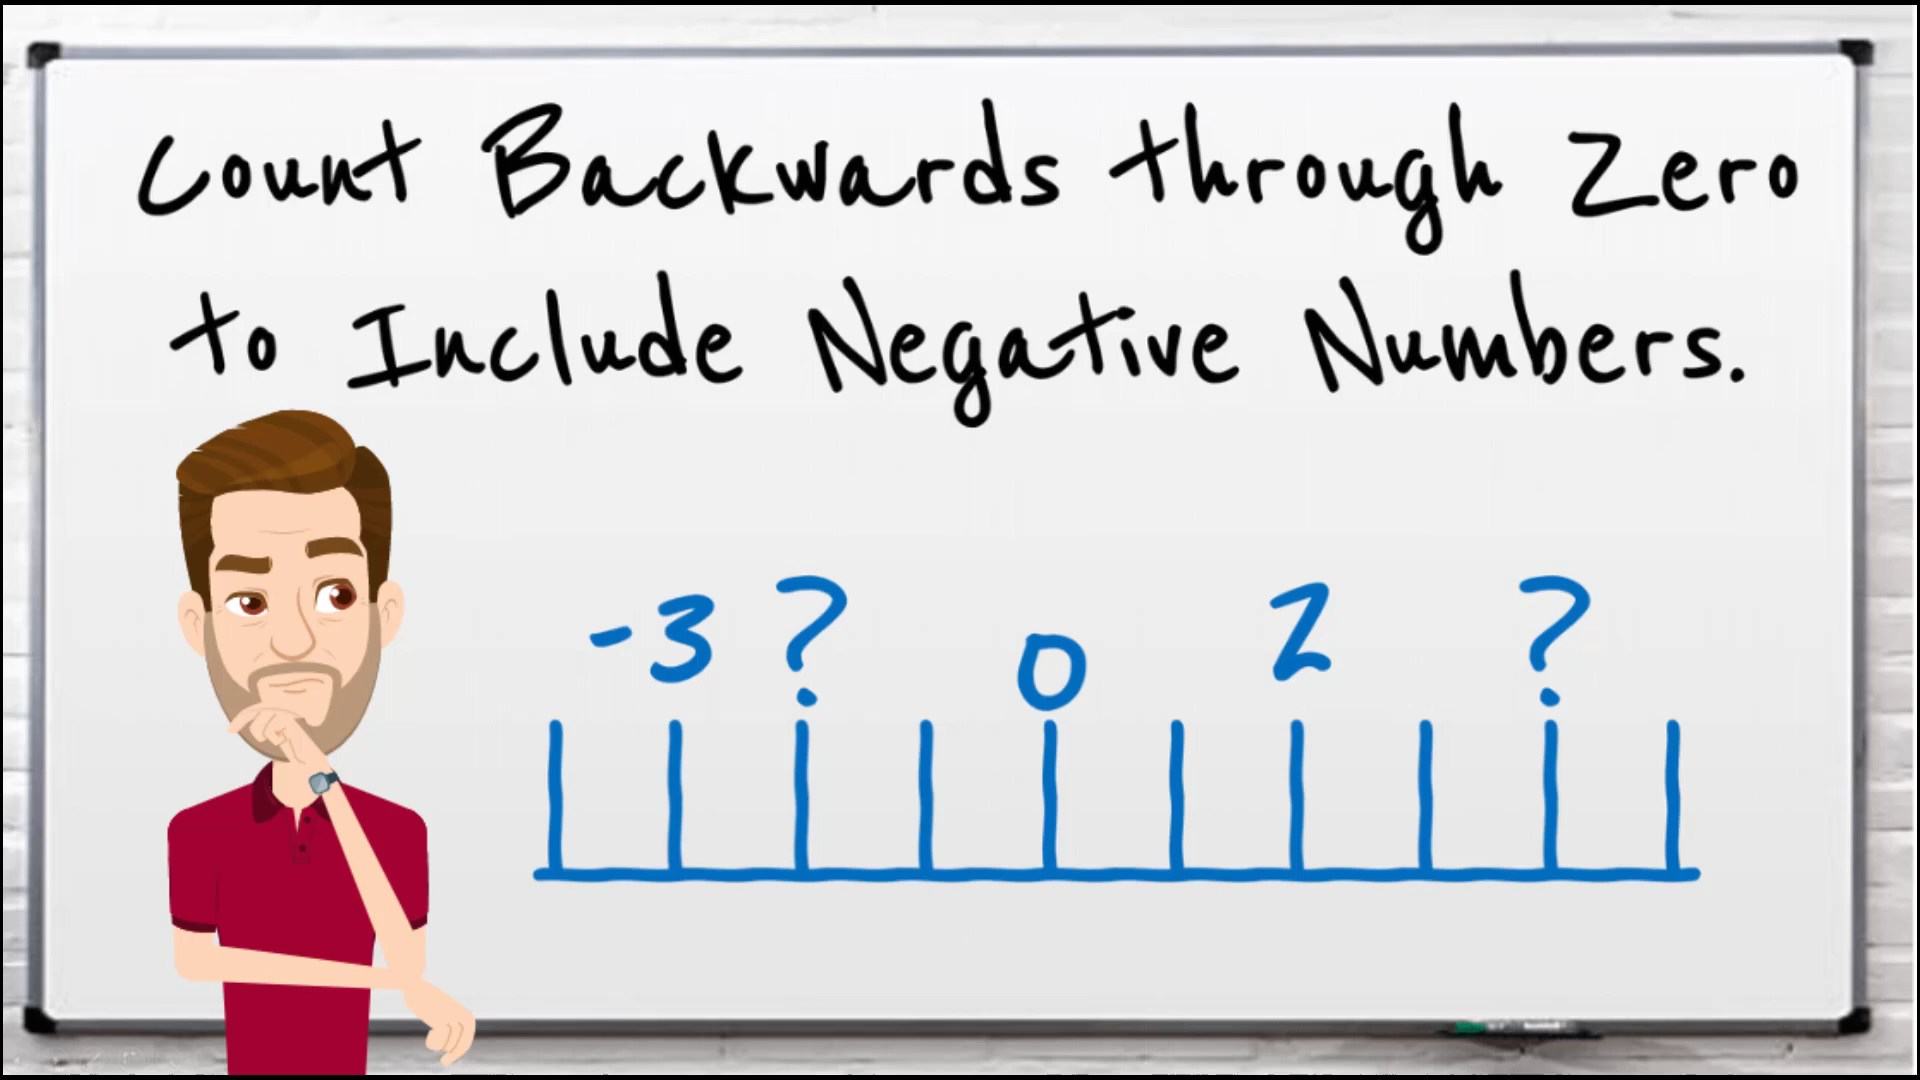 Count Backwards through Zero
to Include Negative Numbers.
-3 ? 0 2 ?